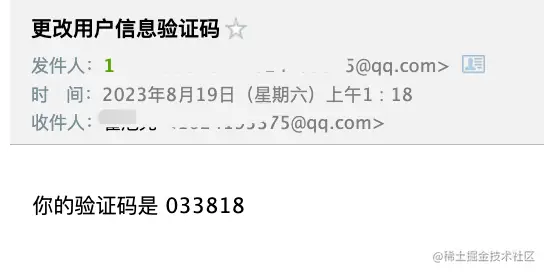 更改用户信息验证码
发件人: 1 5@qq.com>
时 间: 2023年8月19日（星期六）上午1：18
收件人: 375@qq.com>
你的验证码是 033818
@稀土掘金技术社区